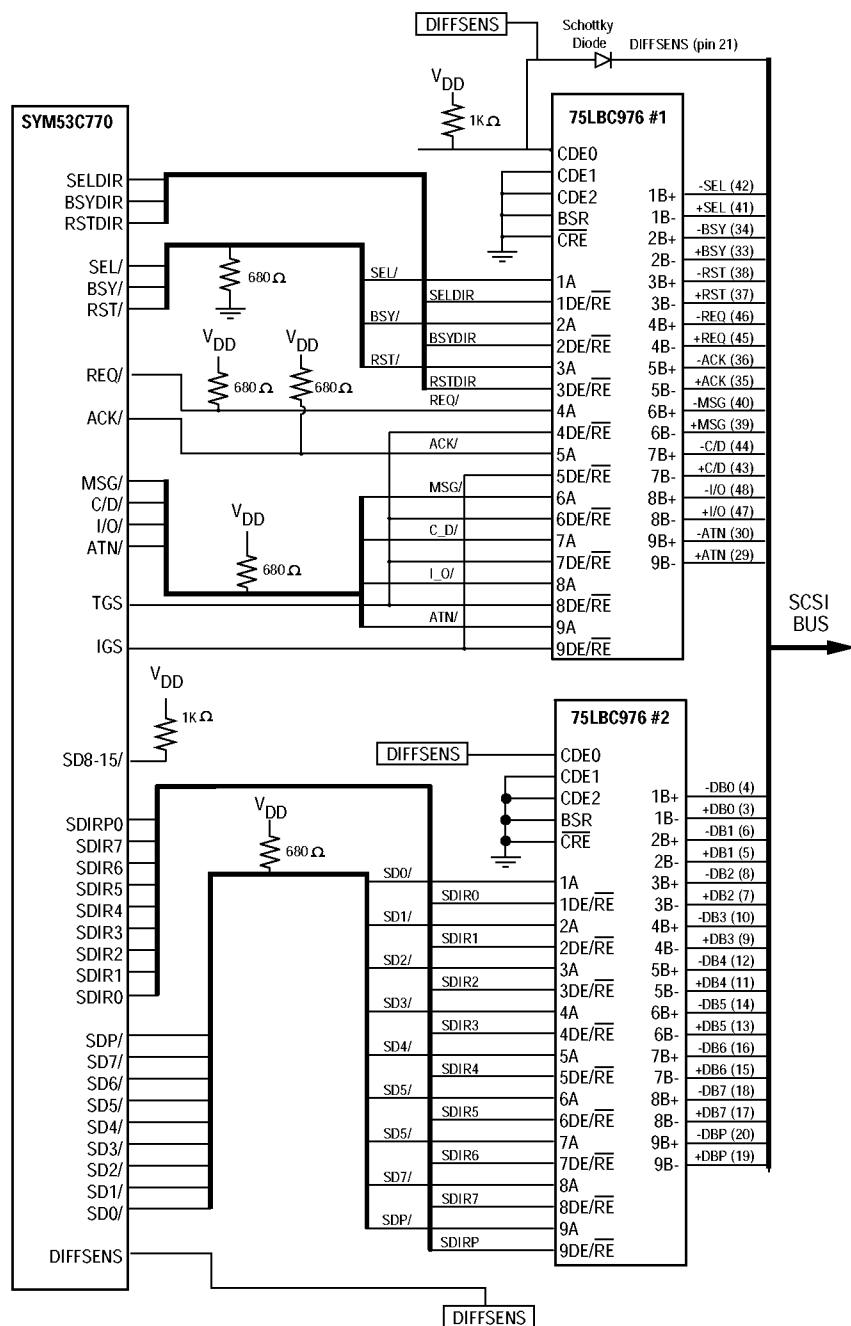 DIFFSENS
Schottky
Diode
DIFFSENS (pin 21)
VDD
1KΩ
SYM53C770
SELDIR
BSYDIR
RSTDIR
SEL/
BSY/
RST/
680Ω
VDD
REQ/
680Ω
680Ω
ACK/
MSG/
C/D/
I/O/
ATN/
VDD
680Ω
TGS
IGS
VDD
1KΩ
SD8-15/
SDIRP0
SDIR7
SDIR6
SDIR5
SDIR4
SDIR3
SDIR2
SDIR1
SDIR0
VDD
680Ω
SDP/
SD7/
SD6/
SD5/
SD4/
SD3/
SD2/
SD1/
SD0/
DIFFSENS
DIFFSENS
SEL/
SELDIR
BSY/
BSYDIR
RST/
RSTDIR
REQ/
ACK/
MSG/
C_D/
I_O/
ATN/
75LBC976 #1
CDE0
CDE1
CDE2
BSR
CRE
1A
1DE/RE
2A
2DE/RE
3A
3DE/RE
4A
4DE/RE
5A
5DE/RE
6A
6DE/RE
7A
7DE/RE
8A
8DE/RE
9A
9DE/RE
1B+
1B-
2B+
2B-
3B+
3B-
4B+
4B-
5B+
5B-
6B+
6B-
7B+
7B-
8B+
8B-
9B+
9B-
-SEL (42)
+SEL (41)
-BSY (34)
+BSY (33)
-RST (38)
+RST (37)
-REQ (46)
+REQ (45)
-ACK (36)
+ACK (35)
-MSG (40)
+MSG (39)
-C/D (44)
+C/D (43)
-I/O (48)
+I/O (47)
-ATN (30)
+ATN (29)
SCSI
BUS
DIFFSENS
SD0/
SDIR0
SD1/
SDIR1
SD2/
SDIR2
SD3/
SDIR3
SD4/
SDIR4
SD5/
SDIR5
SD5/
SDIR6
SD7/
SDIR7
SDP/
SDIRP
75LBC976 #2
CDE0
CDE1
CDE2
BSR
CRE
1A
1DE/RE
2A
2DE/RE
3A
3DE/RE
4A
4DE/RE
5A
5DE/RE
6A
6DE/RE
7A
7DE/RE
8A
8DE/RE
9A
9DE/RE
1B+
1B-
2B+
2B-
3B+
3B-
4B+
4B-
5B+
5B-
6B+
6B-
7B+
7B-
8B+
8B-
9B+
9B-
-DB0 (4)
+DB0 (3)
-DB1 (6)
+DB1 (5)
-DB2 (8)
+DB2 (7)
-DB3 (10)
+DB3 (9)
-DB4 (12)
+DB4 (11)
-DB5 (14)
+DB5 (13)
-DB6 (16)
+DB6 (15)
-DB7 (18)
+DB7 (17)
-DBP (20)
+DBP (19)